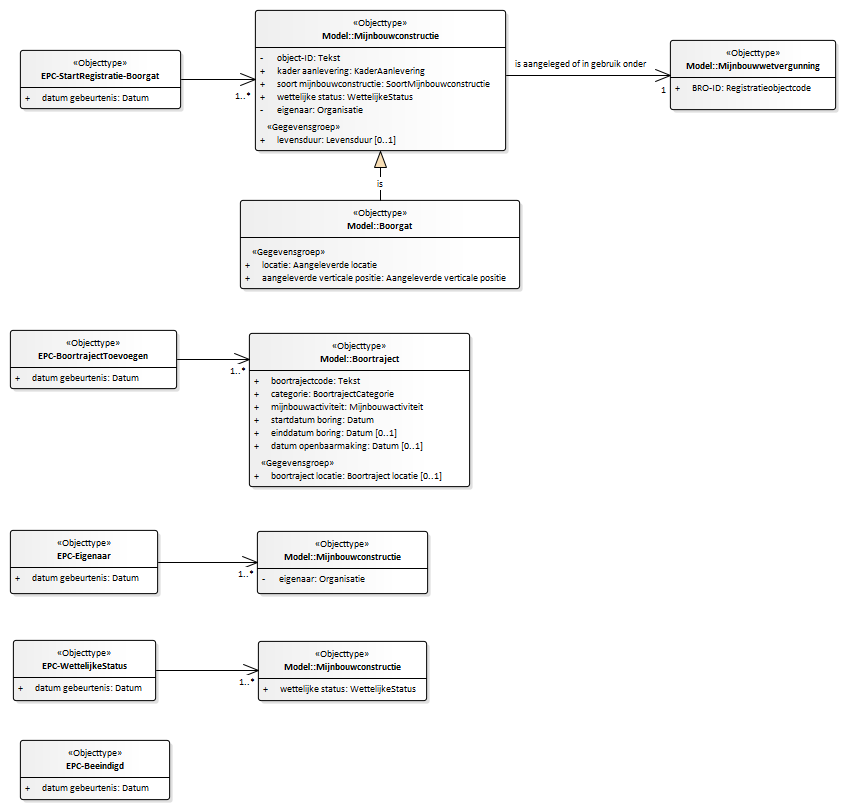 «Objecttype»
EPC-StartRegistratie-Boorgat
+ datum gebeurtenis: Datum
1..*
«Objecttype»
Model::Mijnbouwconstructie
- object-ID: Tekst
+ kader aanlevering: KaderAanlevering
+ soort mijnbouwconstructie: SoortMijnbouwconstructie
+ wettelijke status: WettelijkeStatus
- eigenaar: Organisatie
«Gegevensgroep»
+ levensduur: Levensduur [0..1]
is aangeleged of in gebruik onder
1
«Objecttype»
Model::Mijnbouwwetvergunning
+ BRO-ID: Registratieobjectcode
is
«Objecttype»
Model::Boorgat
«Gegevensgroep»
+ locatie: Aangeleverde locatie
+ aangeleverde verticale positie: Aangeleverde verticale positie
«Objecttype»
EPC-BoortrajectToevoegen
+ datum gebeurtenis: Datum
1..*
«Objecttype»
Model::Boortraject
+ boortrajectcode: Tekst
+ categorie: BoortrajectCategorie
+ mijnbouwactiviteit: Mijnbouwactiviteit
+ startdatum boring: Datum
+ einddatum boring: Datum [0..1]
+ datum openbaarmaking: Datum [0..1]
«Gegevensgroep»
+ boortraject locatie: Boortraject locatie [0..1]
«Objecttype»
EPC-Eigenaar
+ datum gebeurtenis: Datum
1..*
«Objecttype»
Model::Mijnbouwconstructie
- eigenaar: Organisatie
«Objecttype»
EPC-WettelijkeStatus
+ datum gebeurtenis: Datum
1..*
«Objecttype»
Model::Mijnbouwconstructie
+ wettelijke status: WettelijkeStatus
«Objecttype»
EPC-Beeindigd
+ datum gebeurtenis: Datum